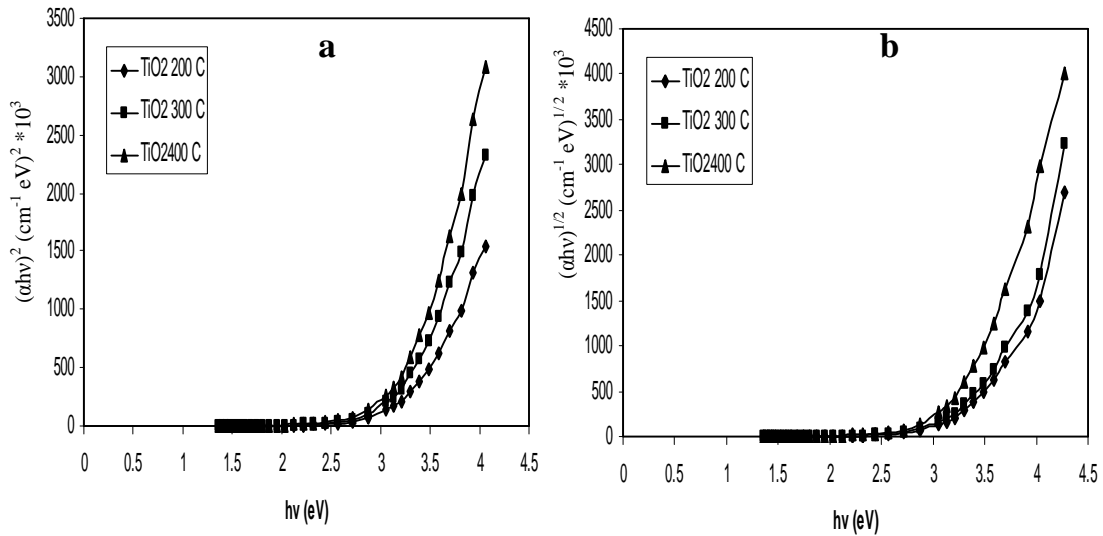 a
3500
3000
2500
2000
1500
1000
500
0
(αhν)² (cm⁻¹ eV)² *10³
TiO2 200 C
TiO2 300 C
TiO2400 C
0 0.5 1 1.5 2 2.5 3 3.5 4 4.5
hv (eV)
b
4500
4000
3500
3000
2500
2000
1500
1000
500
0
(αhν)¹/² (cm⁻¹ eV)¹/² *10³
TiO2 200 C
TiO2 300 C
TiO2400 C
0 0.5 1 1.5 2 2.5 3 3.5 4 4.5
hv (eV)